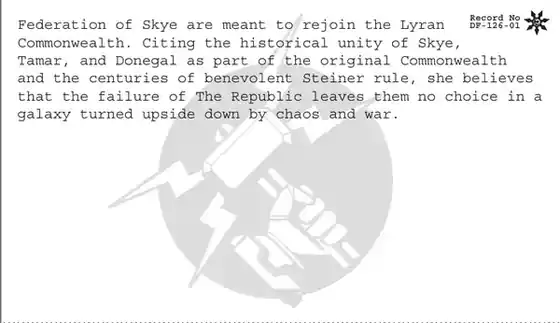 Federation of Skye are meant to rejoin the Lyran
Record No
DF-126-01
Commonwealth. Citing the historical unity of Skye,
Tamar, and Donegal as part of the original Commonwealth
and the centuries of benevolent Steiner rule, she believes
that the failure of The Republic leaves them no choice in a
galaxy turned upside down by chaos and war.